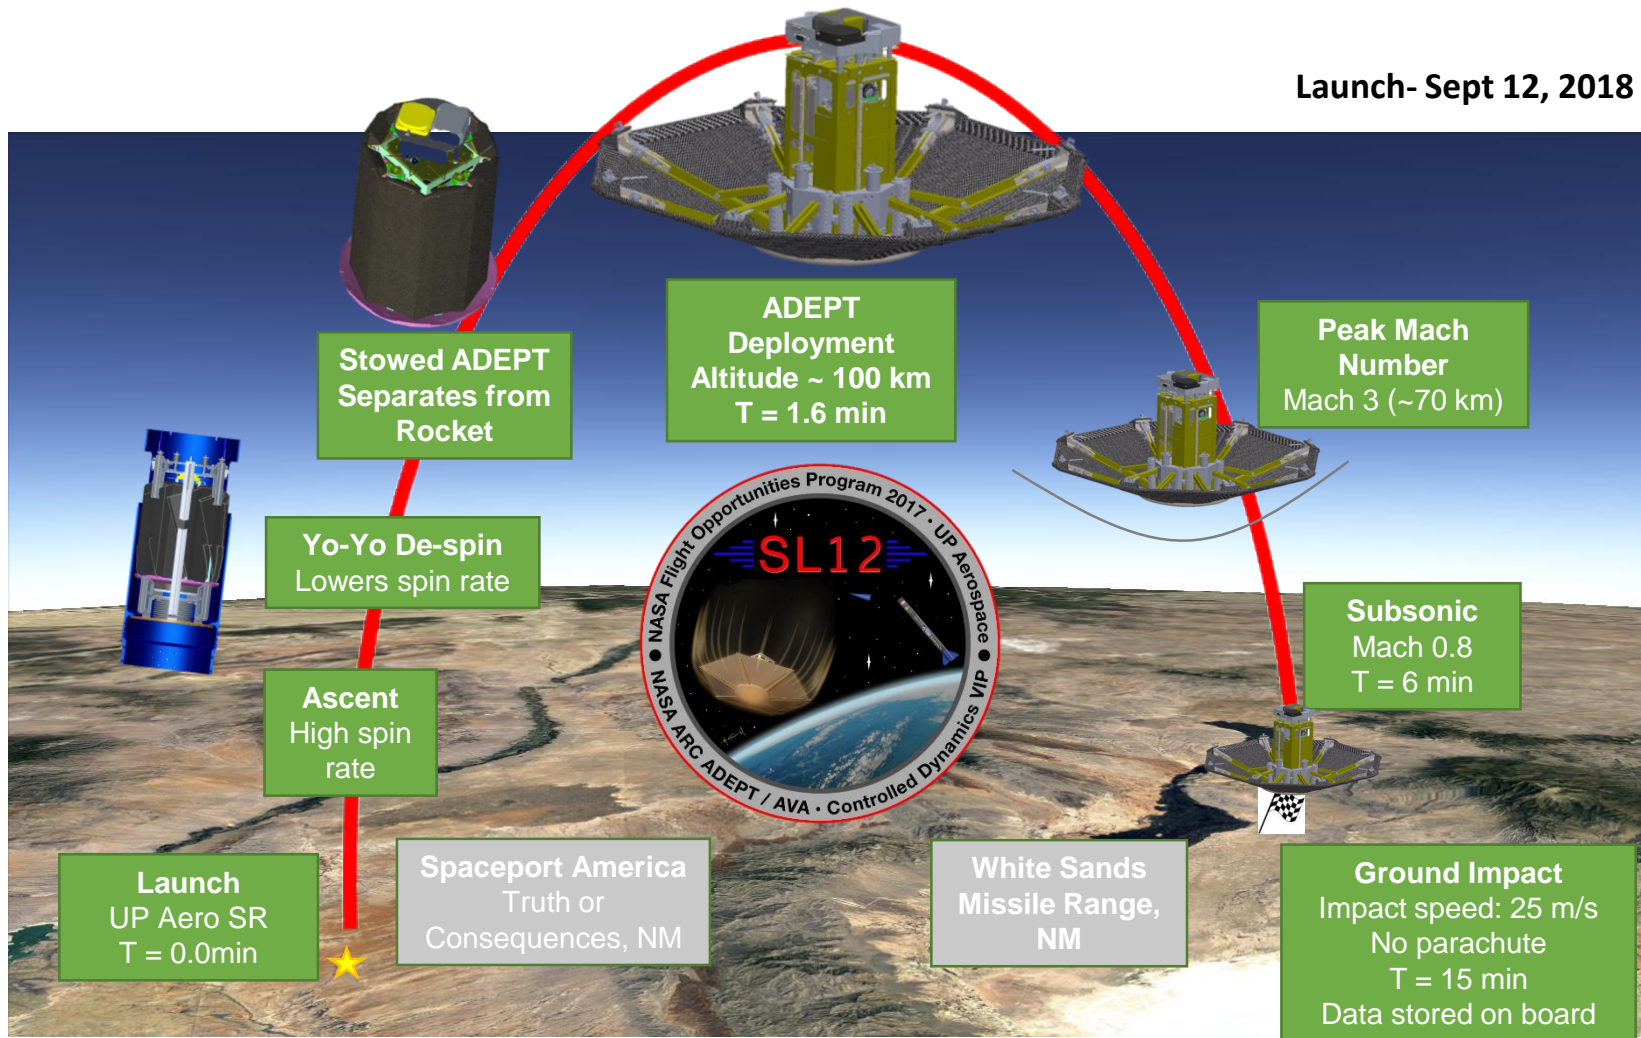 Launch- Sept 12, 2018
ADEPT
Deployment
Altitude ~ 100 km
T = 1.6 min
Stowed ADEPT
Separates from
Rocket
Peak Mach
Number
Mach 3 (~70 km)
Yo-Yo De-spin
Lowers spin rate
NASA Flight Opportunities Program 2017 · UP Aerospace
SL12
NASA ARC ADEPT / AVA · Controlled Dynamics VIP
Subsonic
Mach 0.8
T = 6 min
Ascent
High spin
rate
Launch
UP Aero SR
T = 0.0min
Spaceport America
Truth or
Consequences, NM
White Sands
Missile Range,
NM
Ground Impact
Impact speed: 25 m/s
No parachute
T = 15 min
Data stored on board